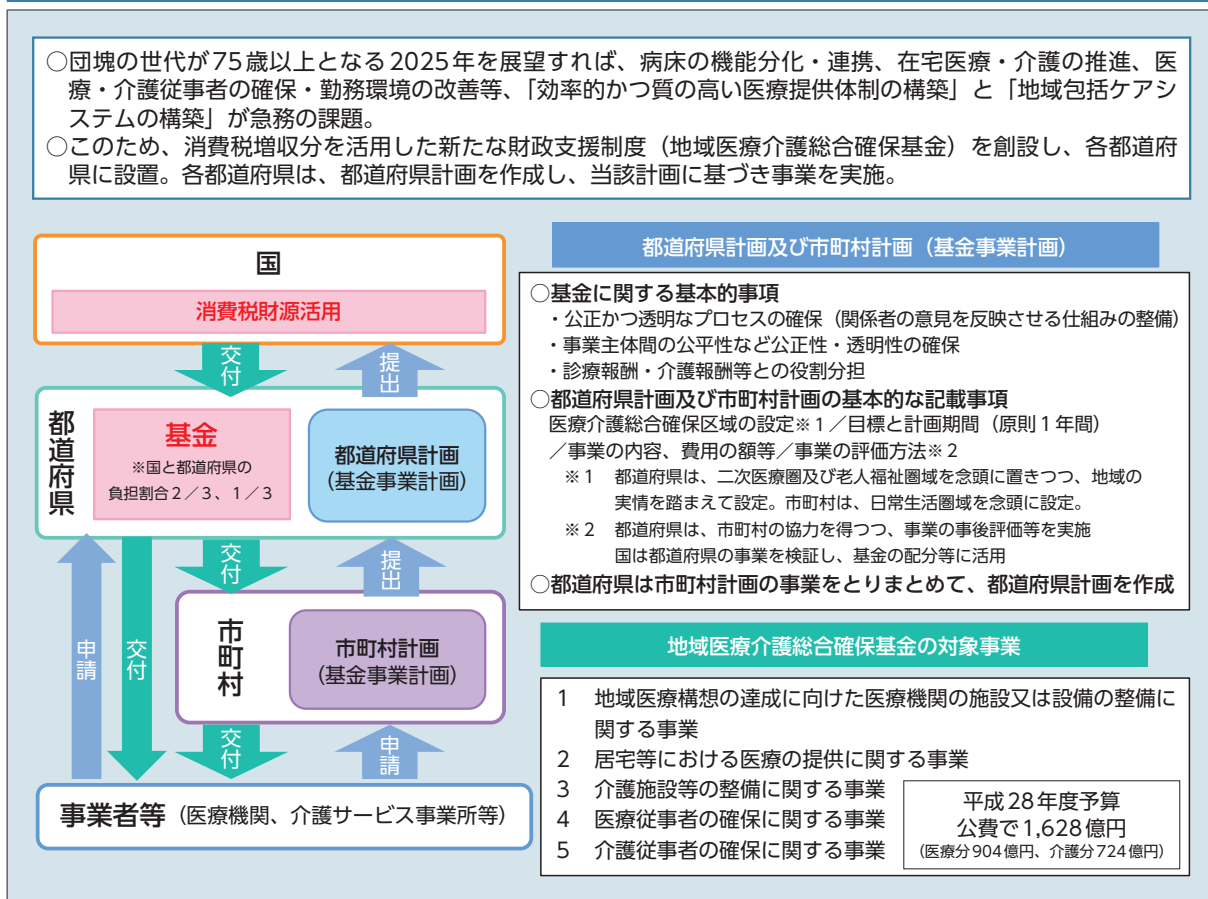 ○団塊の世代が75歳以上となる2025年を展望すれば、病床の機能分化・連携、在宅医療・介護の推進、医
療・介護従事者の確保・勤務環境の改善等、「効率的かつ質の高い医療提供体制の構築」と「地域包括ケアシ
ステムの構築」が急務の課題。
○このため、消費税増収分を活用した新たな財政支援制度（地域医療介護総合確保基金）を創設し、各都道府
県に設置。各都道府県は、都道府県計画を作成し、当該計画に基づき事業を実施。
国
消費税財源活用
交付
提出
都道府県
基金
※国と都道府県の
負担割合2／3、1／3
都道府県計画
(基金事業計画)
交付
提出
市町村
市町村計画
(基金事業計画)
申請
交付
交付
申請
事業者等（医療機関、介護サービス事業所等）
都道府県計画及び市町村計画（基金事業計画）
○基金に関する基本的事項
・公正かつ透明なプロセスの確保（関係者の意見を反映させる仕組みの整備）
・事業主体間の公平性など公正性・透明性の確保
・診療報酬・介護報酬等との役割分担
○都道府県計画及び市町村計画の基本的な記載事項
医療介護総合確保区域の設定※1／目標と計画期間（原則1年間）
／事業の内容、費用の額等／事業の評価方法※2
※1 都道府県は、二次医療圏及び老人福祉圏域を念頭に置きつつ、地域の
実情を踏まえて設定。市町村は、日常生活圏域を念頭に設定。
※2 都道府県は、市町村の協力を得つつ、事業の事後評価等を実施
国は都道府県の事業を検証し、基金の配分等に活用
○都道府県は市町村計画の事業をとりまとめて、都道府県計画を作成
地域医療介護総合確保基金の対象事業
1 地域医療構想の達成に向けた医療機関の施設又は設備の整備に
関する事業
2 居宅等における医療の提供に関する事業
3 介護施設等の整備に関する事業
4 医療従事者の確保に関する事業
5 介護従事者の確保に関する事業
平成28年度予算
公費で1,628億円
(医療分904億円、介護分724億円)